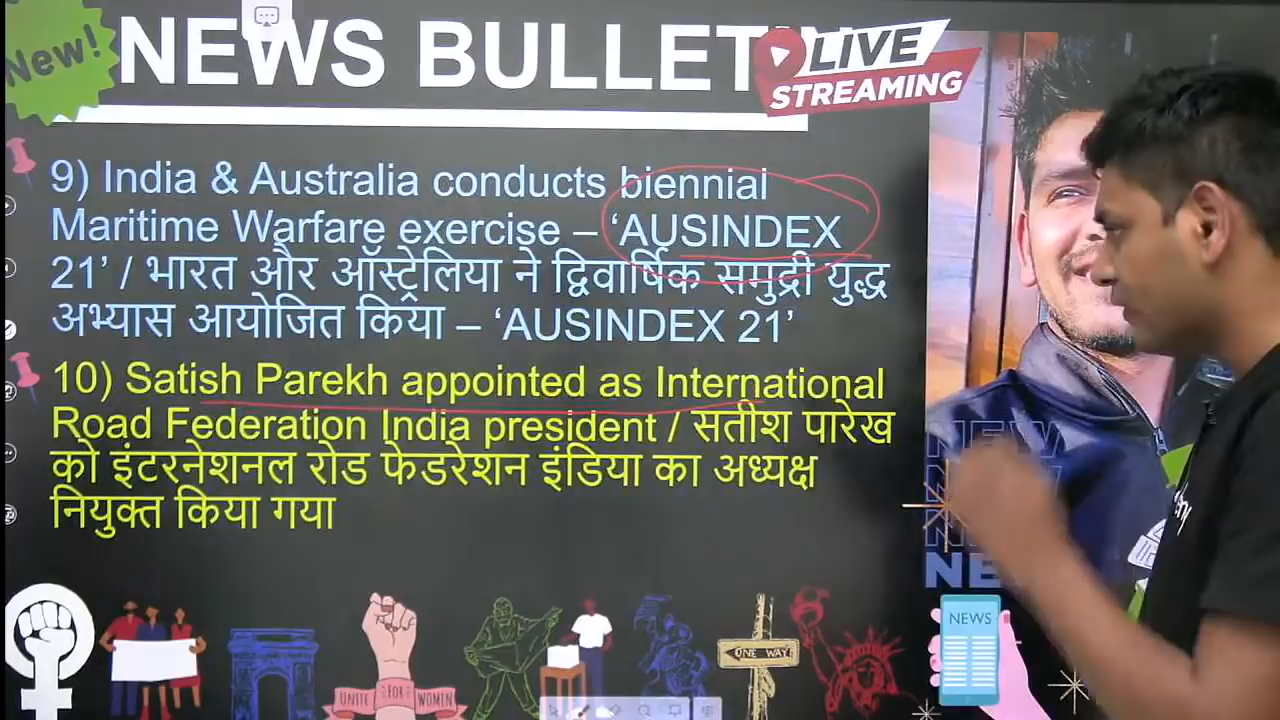 New!
NEWS BULLET
LIVE
STREAMING
9) India & Australia conducts biennial
Maritime Warfare exercise – ‘AUSINDEX
21’ / भारत और ऑस्ट्रेलिया ने द्विवार्षिक समुद्री युद्ध
अभ्यास आयोजित किया – ‘AUSINDEX 21’
10) Satish Parekh appointed as International
Road Federation India president / सतीश पारेख
को इंटरनेशनल रोड फेडरेशन इंडिया का अध्यक्ष
नियुक्त किया गया
NEWS
UNITE FOR WOMEN
ONE WAY